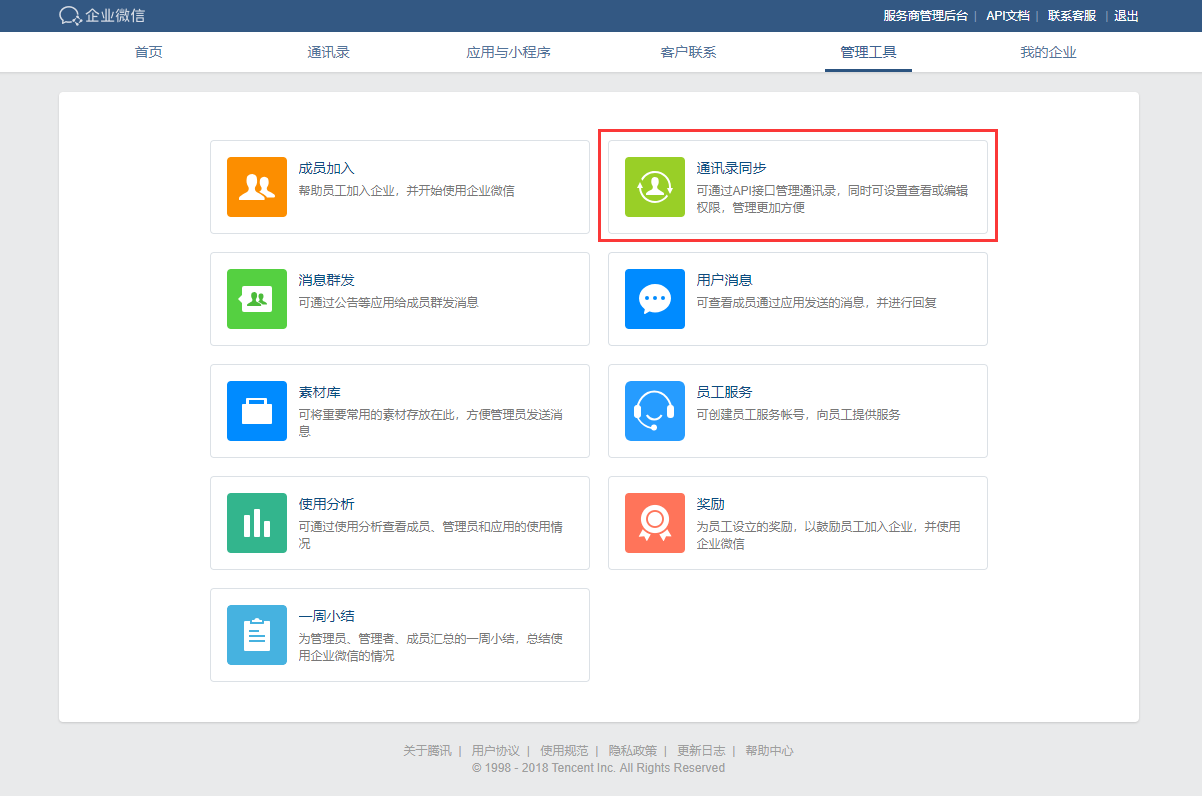 企业微信
服务商管理后台 | API文档 | 联系客服 | 退出
首页 通讯录 应用与小程序 客户联系 管理工具 我的企业
成员加入
帮助员工加入企业，并开始使用企业微信
通讯录同步
可通过API接口管理通讯录，同时可设置查看或编辑
权限，管理更加方便
消息群发
可通过公告等应用给成员群发消息
用户消息
可查看成员通过应用发送的消息，并进行回复
素材库
可将重要常用的素材存放在此，方便管理员发送消
息
员工服务
可创建员工服务帐号，向员工提供服务
使用分析
可通过使用分析查看成员、管理员和应用的使用情
况
奖励
为员工设立的奖励，以鼓励员工加入企业，并使用
企业微信
一周小结
为管理员、管理者、成员汇总的一周小结，总结使
用企业微信的情况
关于腾讯 | 用户协议 | 使用规范 | 隐私政策 | 更新日志 | 帮助中心
© 1998 - 2018 Tencent Inc. All Rights Reserved